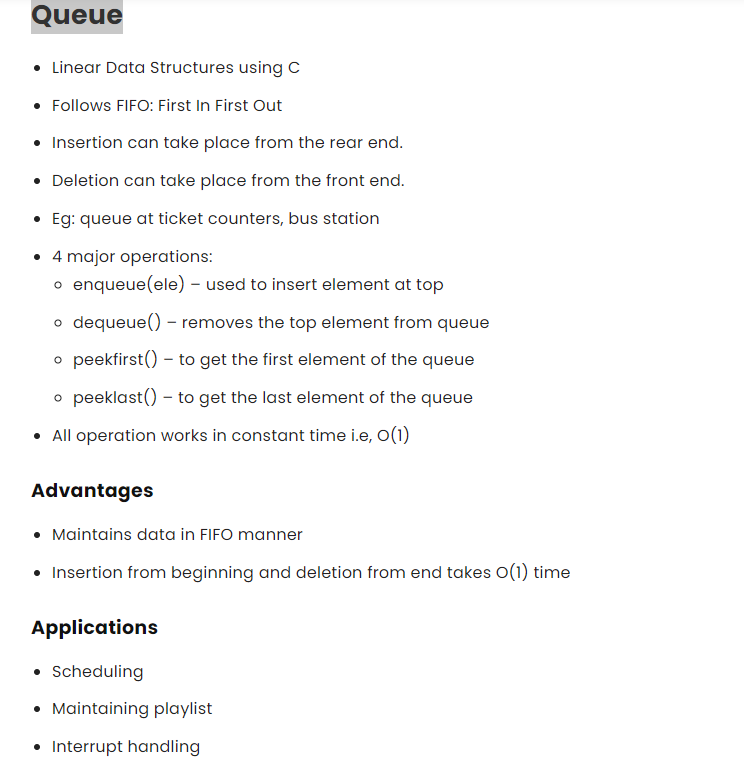 Queue
Linear Data Structures using C
Follows FIFO: First In First Out
Insertion can take place from the rear end.
Deletion can take place from the front end.
Eg: queue at ticket counters, bus station
4 major operations:
enqueue(ele) – used to insert element at top
dequeue() – removes the top element from queue
peekfirst() – to get the first element of the queue
peeklast() – to get the last element of the queue
All operation works in constant time i.e, O(1)
Advantages
Maintains data in FIFO manner
Insertion from beginning and deletion from end takes O(1) time
Applications
Scheduling
Maintaining playlist
Interrupt handling